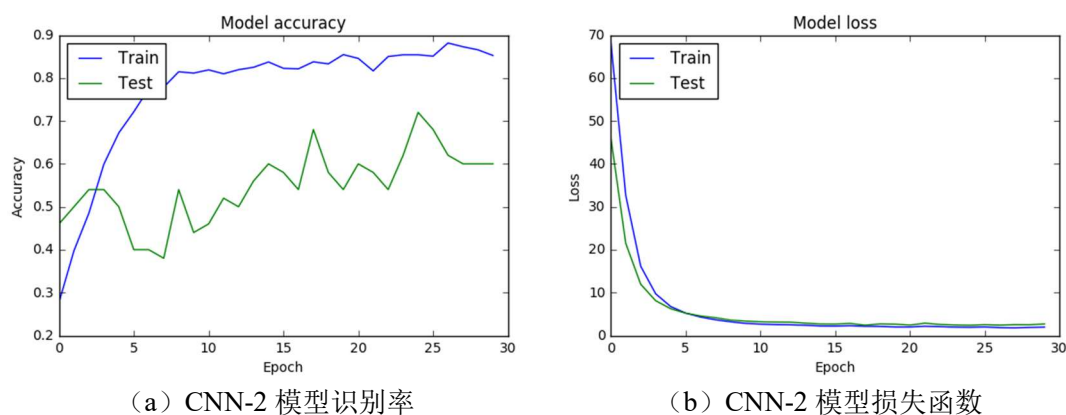 Model accuracy
0.9
0.8
0.7
0.6
0.5
0.4
0.3
0.2
Accuracy
Train
Test
0 5 10 15 20 25 30
Epoch
（a）CNN-2 模型识别率
Model loss
70
60
50
40
30
20
10
0
Loss
Train
Test
0 5 10 15 20 25 30
Epoch
（b）CNN-2 模型损失函数